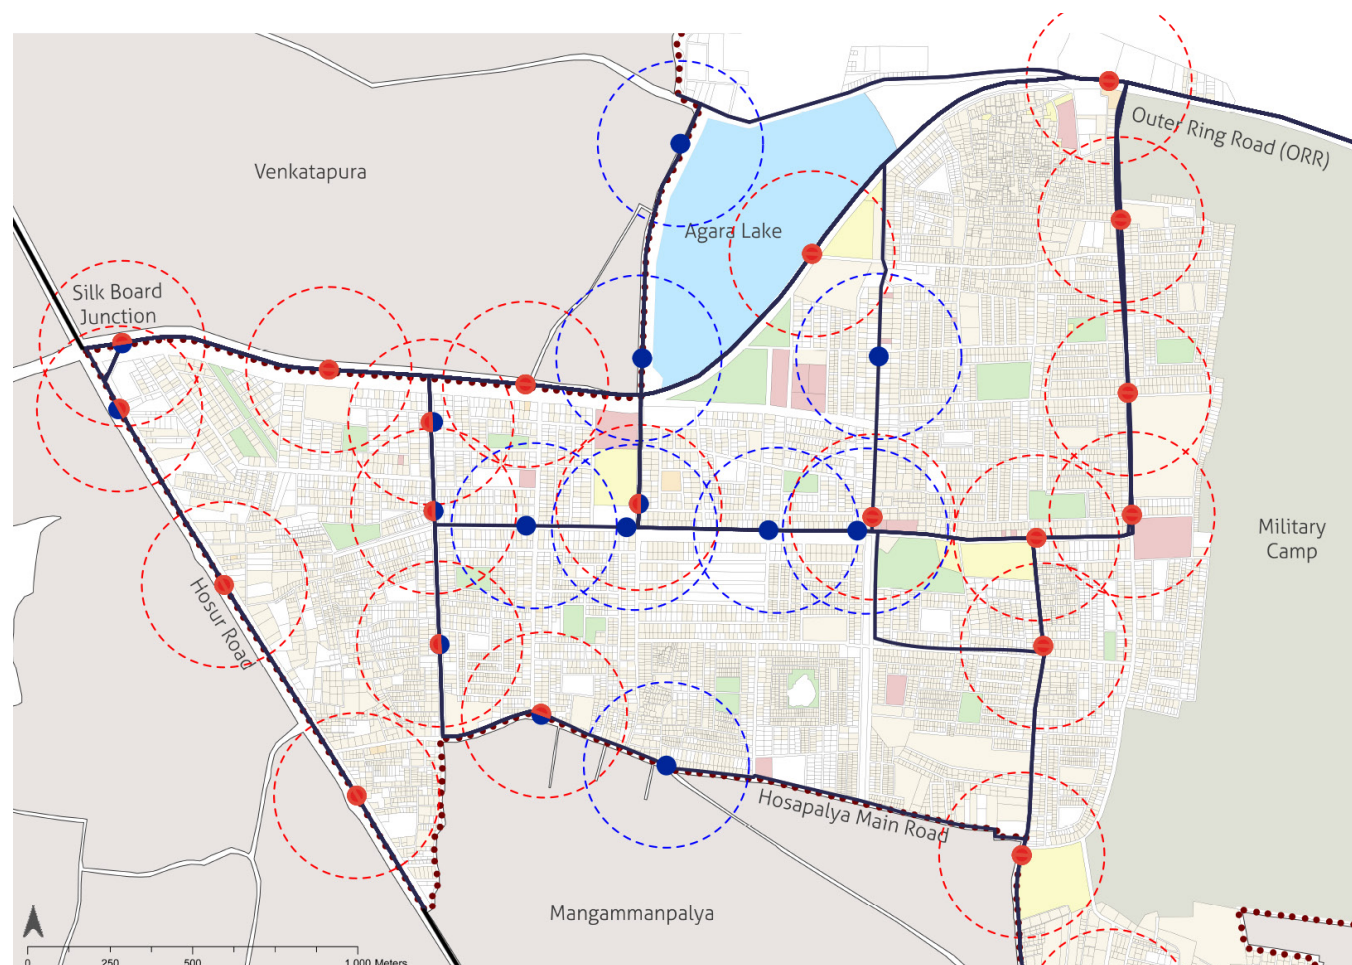 Outer Ring Road (ORR)
Venkatapura
Agara Lake
Silk Board
Junction
Military
Camp
Hosur Road
Hosapalya Main Road
Mangammanpalya
0 250 500 1,000 Meters